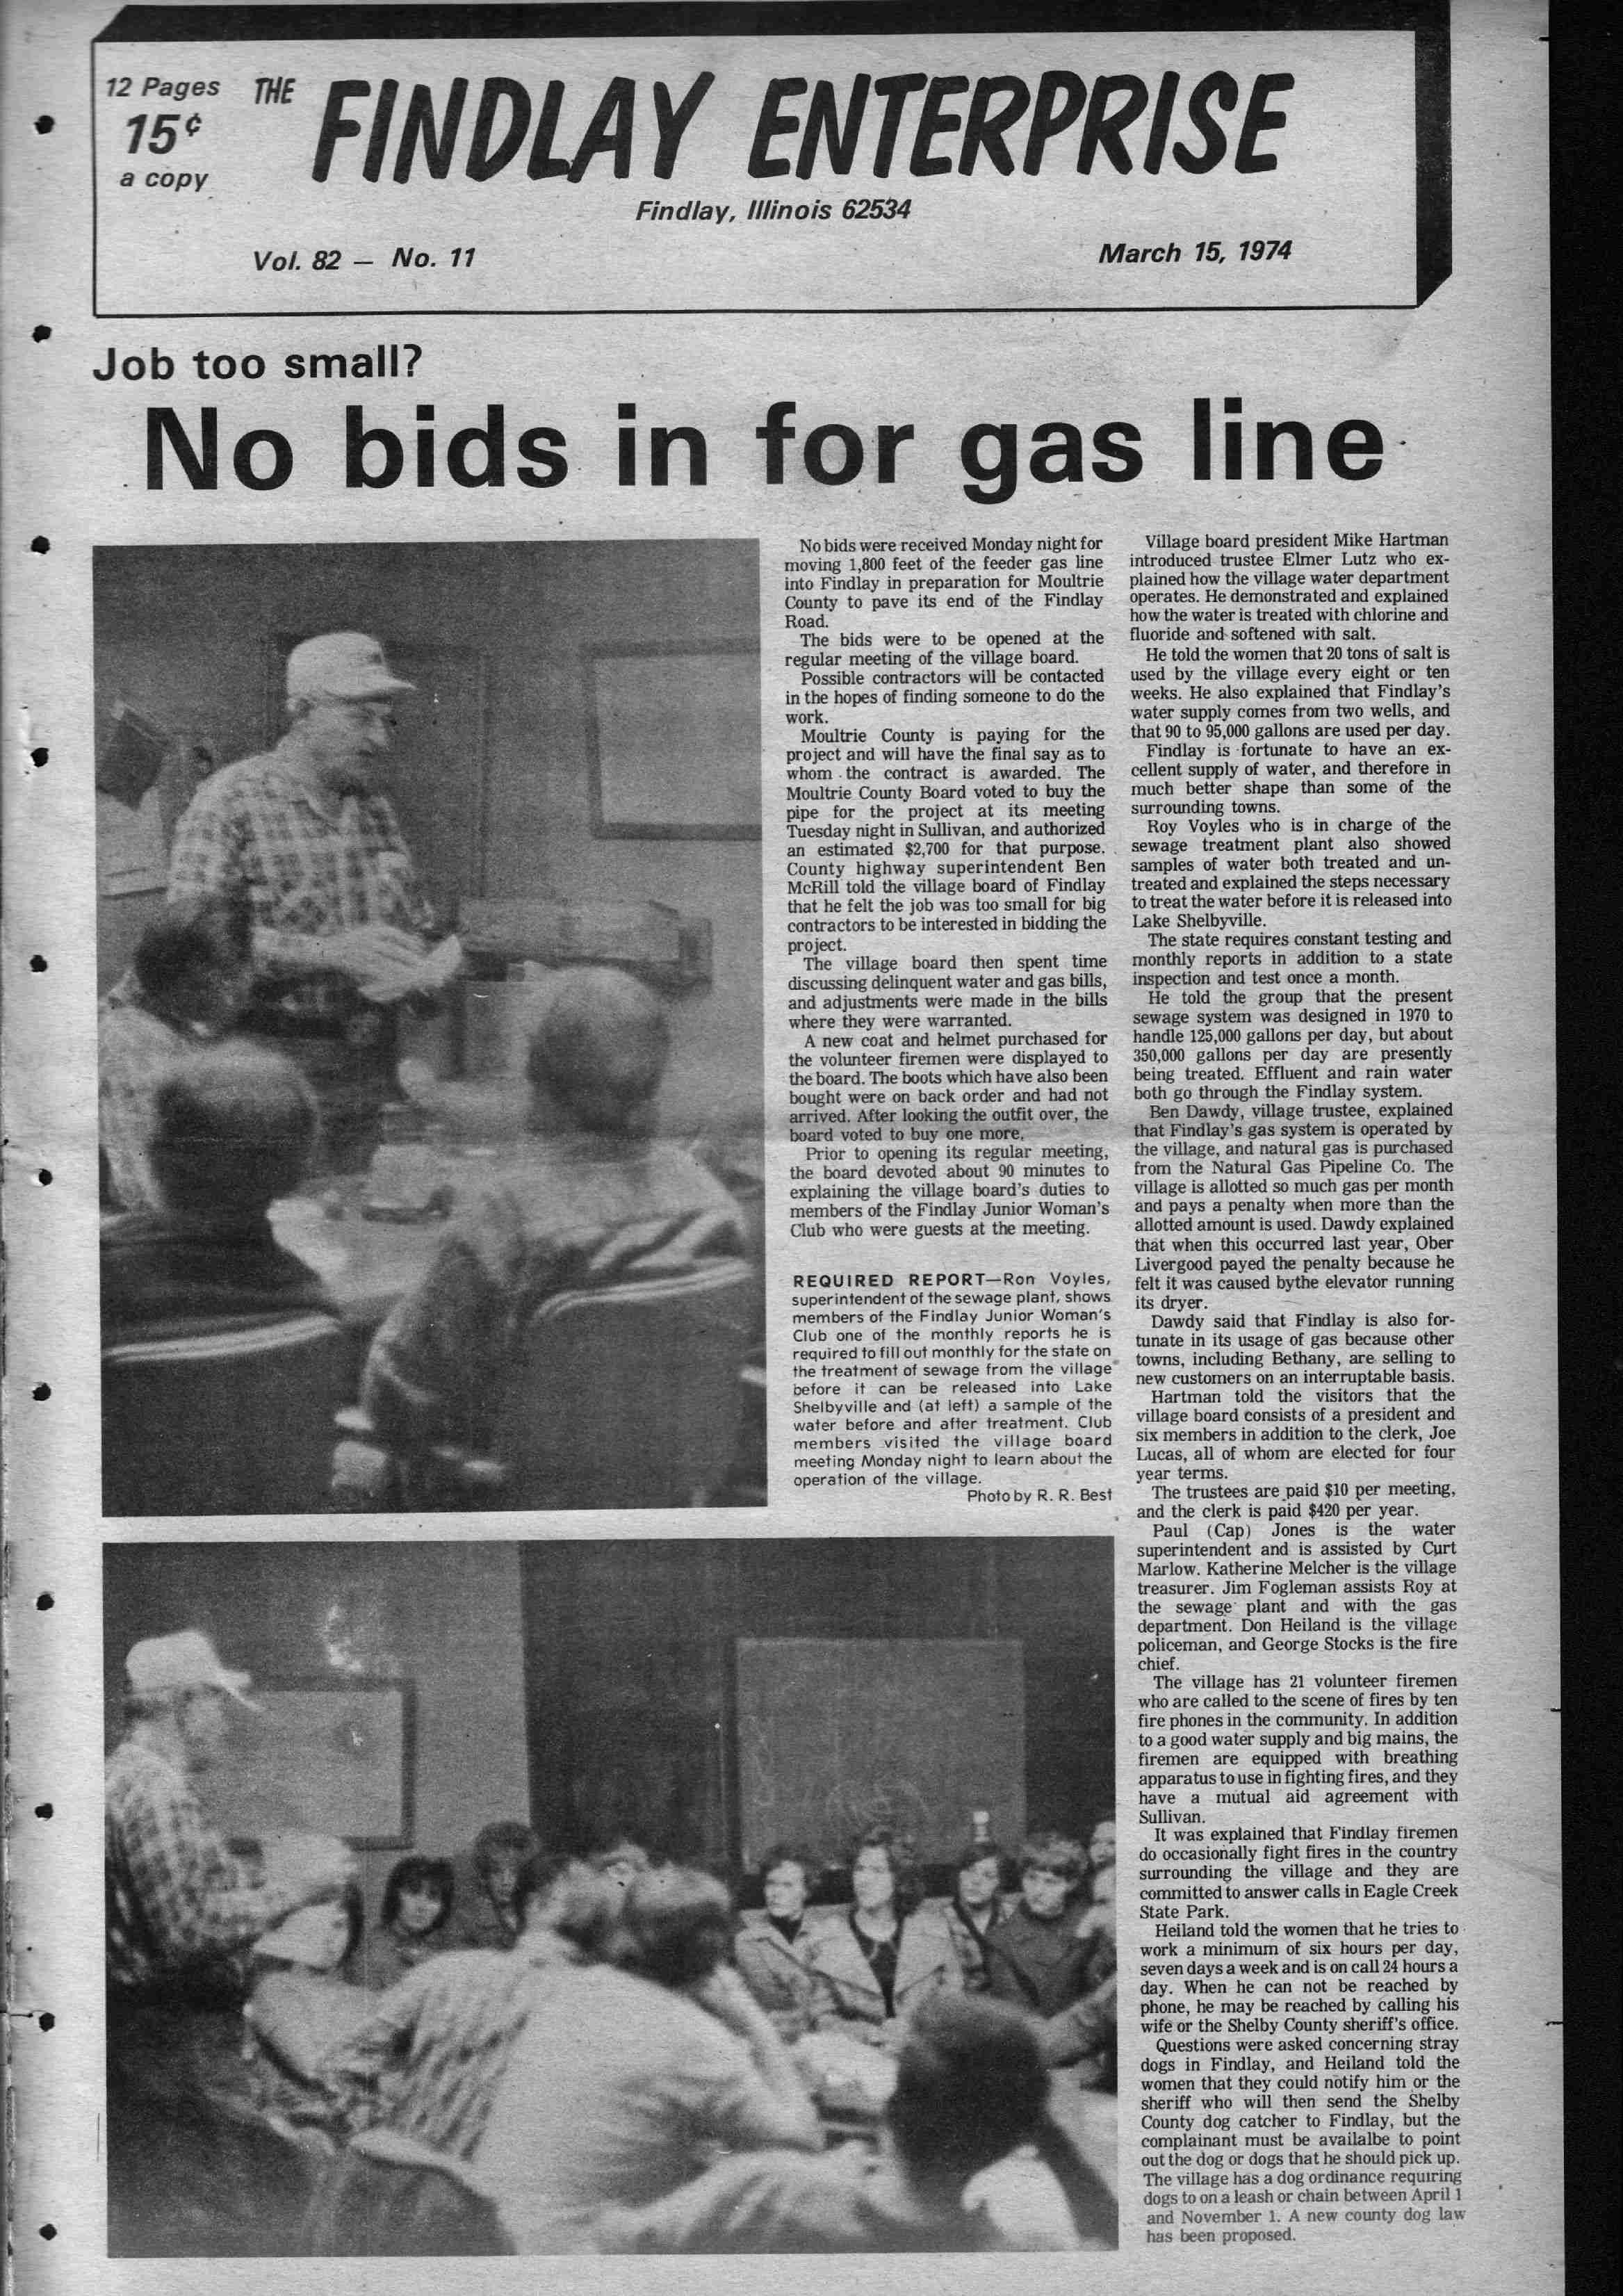 12 Pages
15¢
a copy
THE
FINDLAY ENTERPRISE
Findlay, Illinois 62534
Vol. 82 — No. 11
March 15, 1974
Job too small?
No bids in for gas line
No bids were received Monday night for
moving 1,800 feet of the feeder gas line
into Findlay in preparation for Moultrie
County to pave its end of the Findlay
Road.
The bids were to be opened at the
regular meeting of the village board.
Possible contractors will be contacted
in the hopes of finding someone to do the
work.
Moultrie County is paying for the
project and will have the final say as to
whom the contract is awarded. The
Moultrie County Board voted to buy the
pipe for the project at its meeting
Tuesday night in Sullivan, and authorized
an estimated $2,700 for that purpose.
County highway superintendent Ben
McRill told the village board of Findlay
that he felt the job was too small for big
contractors to be interested in bidding the
project.
The village board then spent time
discussing delinquent water and gas bills,
and adjustments were made in the bills
where they were warranted.
A new coat and helmet purchased for
the volunteer firemen were displayed to
the board. The boots which have also been
bought were on back order and had not
arrived. After looking the outfit over, the
board voted to buy one more.
Prior to opening its regular meeting,
the board devoted about 90 minutes to
explaining the village board's duties to
members of the Findlay Junior Woman's
Club who were guests at the meeting.
REQUIRED REPORT—Ron Voyles,
superintendent of the sewage plant, shows
members of the Findlay Junior Woman's
Club one of the monthly reports he is
required to fill out monthly for the state on
the treatment of sewage from the village
before it can be released into Lake
Shelbyville and (at left) a sample of the
water before and after treatment. Club
members visited the village board
meeting Monday night to learn about the
operation of the village.
Photo by R. R. Best
Village board president Mike Hartman
introduced trustee Elmer Lutz who ex-
plained how the village water department
operates. He demonstrated and explained
how the water is treated with chlorine and
fluoride and softened with salt.
He told the women that 20 tons of salt is
used by the village every eight or ten
weeks. He also explained that Findlay's
water supply comes from two wells, and
that 90 to 95,000 gallons are used per day.
Findlay is fortunate to have an ex-
cellent supply of water, and therefore in
much better shape than some of the
surrounding towns.
Roy Voyles who is in charge of the
sewage treatment plant also showed
samples of water both treated and un-
treated and explained the steps necessary
to treat the water before it is released into
Lake Shelbyville.
The state requires constant testing and
monthly reports in addition to a state
inspection and test once a month.
He told the group that the present
sewage system was designed in 1970 to
handle 125,000 gallons per day, but about
350,000 gallons per day are presently
being treated. Effluent and rain water
both go through the Findlay system.
Ben Dawdy, village trustee, explained
that Findlay's gas system is operated by
the village, and natural gas is purchased
from the Natural Gas Pipeline Co. The
village is allotted so much gas per month
and pays a penalty when more than the
allotted amount is used. Dawdy explained
that when this occurred last year, Ober
Livergood payed the penalty because he
felt it was caused bythe elevator running
its dryer.
Dawdy said that Findlay is also for-
tunate in its usage of gas because other
towns, including Bethany, are selling to
new customers on an interruptable basis.
Hartman told the visitors that the
village board consists of a president and
six members in addition to the clerk, Joe
Lucas, all of whom are elected for four
year terms.
The trustees are paid $10 per meeting,
and the clerk is paid $420 per year.
Paul (Cap) Jones is the water
superintendent and is assisted by Curt
Marlow. Katherine Melcher is the village
treasurer. Jim Fogleman assists Roy at
the sewage plant and with the gas
department. Don Heiland is the village
policeman, and George Stocks is the fire
chief.
The village has 21 volunteer firemen
who are called to the scene of fires by ten
fire phones in the community. In addition
to a good water supply and big mains, the
firemen are equipped with breathing
apparatus to use in fighting fires, and they
have a mutual aid agreement with
Sullivan.
It was explained that Findlay firemen
do occasionally fight fires in the country
surrounding the village and they are
committed to answer calls in Eagle Creek
State Park.
Heiland told the women that he tries to
work a minimum of six hours per day,
seven days a week and is on call 24 hours a
day. When he can not be reached by
phone, he may be reached by calling his
wife or the Shelby County sheriff's office.
Questions were asked concerning stray
dogs in Findlay, and Heiland told the
women that they could notify him or the
sheriff who will then send the Shelby
County dog catcher to Findlay, but the
complainant must be availalbe to point
out the dog or dogs that he should pick up.
The village has a dog ordinance requiring
dogs to on a leash or chain between April 1
and November 1. A new county dog law
has been proposed.